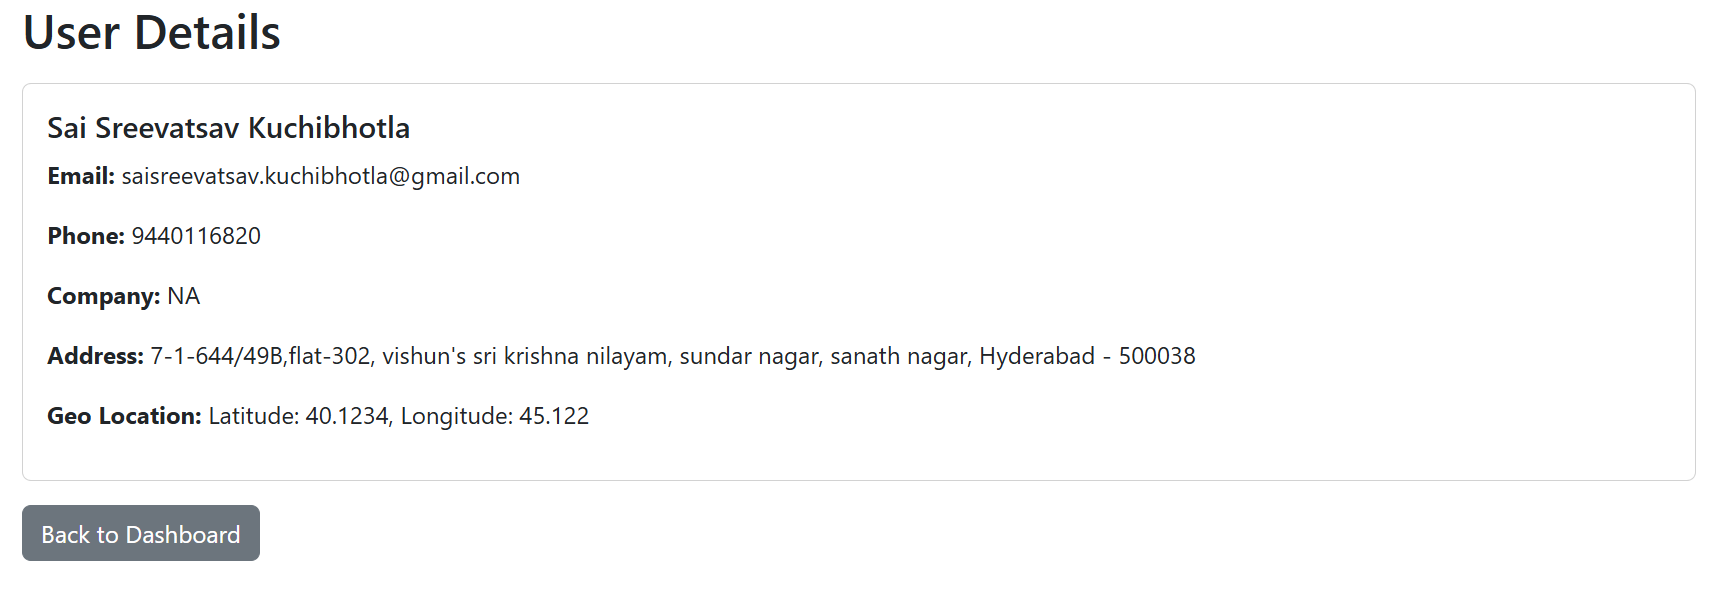 User Details
Sai Sreevatsav Kuchibhotla
Email: saisreevatsav.kuchibhotla@gmail.com
Phone: 9440116820
Company: NA
Address: 7-1-644/49B,flat-302, vishun's sri krishna nilayam, sundar nagar, sanath nagar, Hyderabad - 500038
Geo Location: Latitude: 40.1234, Longitude: 45.122
Back to Dashboard